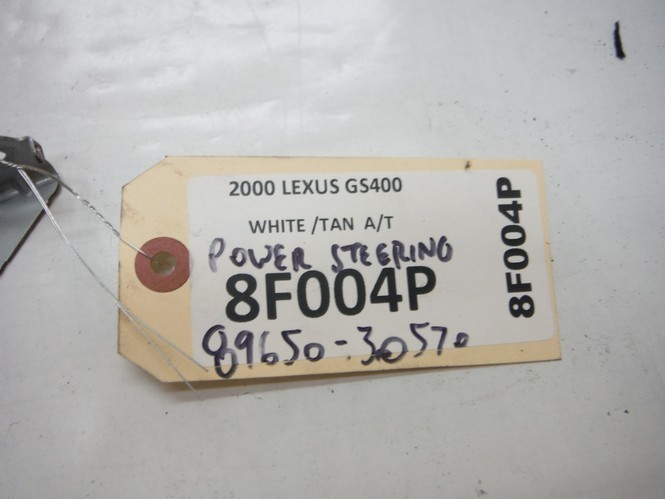 2000 LEXUS GS400
WHITE /TAN A/T
POWER STEERING
8F004P
89650-30570
8F004P